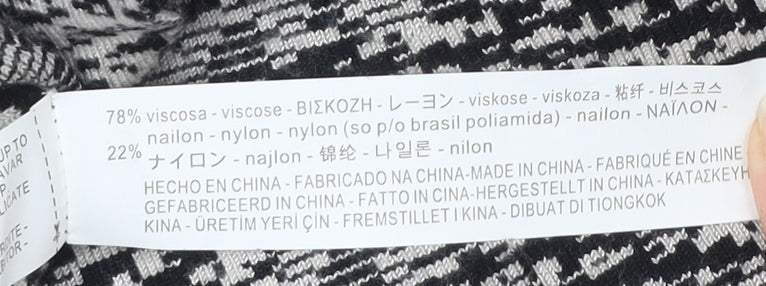 78% viscosa - viscose - ΒΙΣΚΟΖΗ - レーヨン - viskose - viskoza - 粘纤 - 비스코스
nailon - nylon - nylon (so p/o brasil poliamida) - nailon - ΝΑΪΛΟΝ -
22% ナイロン - najlon - 锦纶 - 나일론 - nilon
HECHO EN CHINA - FABRICADO NA CHINA-MADE IN CHINA - FABRIQUÉ EN CHINE
GEFABRICEERD IN CHINA - FATTO IN CINA-HERGESTELLT IN CHINA - ΚΑΤΑΣΚΕΥΗ
KINA - ÜRETİM YERİ ÇİN - FREMSTILLET I KINA - DIBUAT DI TIONGKOK
UP TO